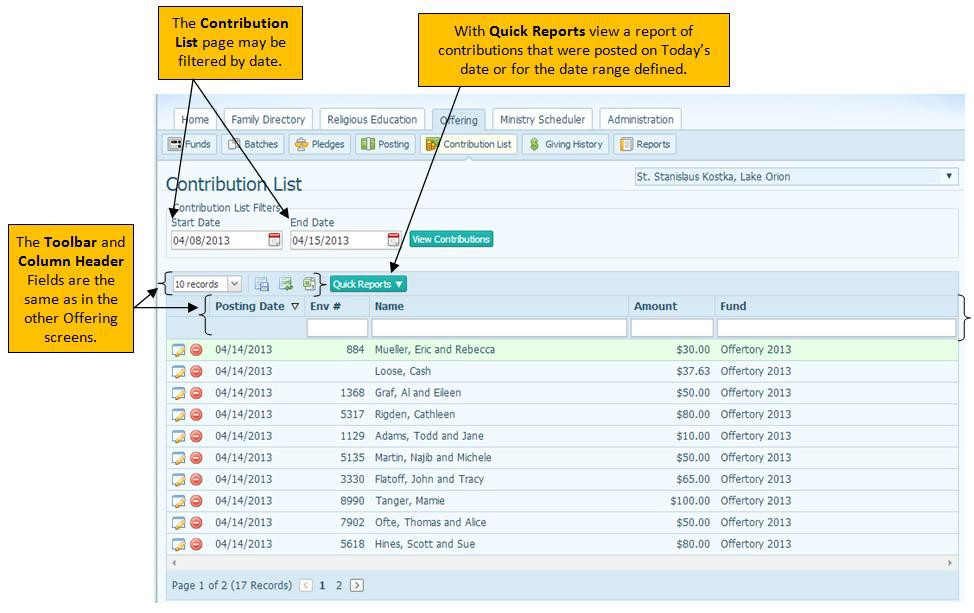 The Contribution
List page may be
filtered by date.
With Quick Reports view a report of
contributions that were posted on Today's
date or for the date range defined.
Home Family Directory Religious Education Offering Ministry Scheduler Administration
Funds Batches Pledges Posting Contribution List Giving History Reports
Contribution List
St. Stanislaus Kostka, Lake Orion
Contribution List Filters
Start Date End Date
04/08/2013 04/15/2013 View Contributions
The Toolbar and
Column Header
Fields are the
same as in the
other Offering
screens.
10 records Quick Reports ▼
Posting Date Env # Name Amount Fund
04/14/2013 884 Mueller, Eric and Rebecca $30.00 Offertory 2013
04/14/2013 Loose, Cash $37.63 Offertory 2013
04/14/2013 1368 Graf, Al and Eileen $50.00 Offertory 2013
04/14/2013 5317 Rigden, Cathleen $80.00 Offertory 2013
04/14/2013 1129 Adams, Todd and Jane $10.00 Offertory 2013
04/14/2013 5135 Martin, Najib and Michele $50.00 Offertory 2013
04/14/2013 3330 Flatoff, John and Tracy $65.00 Offertory 2013
04/14/2013 8990 Tanger, Mamie $100.00 Offertory 2013
04/14/2013 7902 Ofte, Thomas and Alice $50.00 Offertory 2013
04/14/2013 5618 Hines, Scott and Sue $80.00 Offertory 2013
Page 1 of 2 (17 Records) < 1 2 >